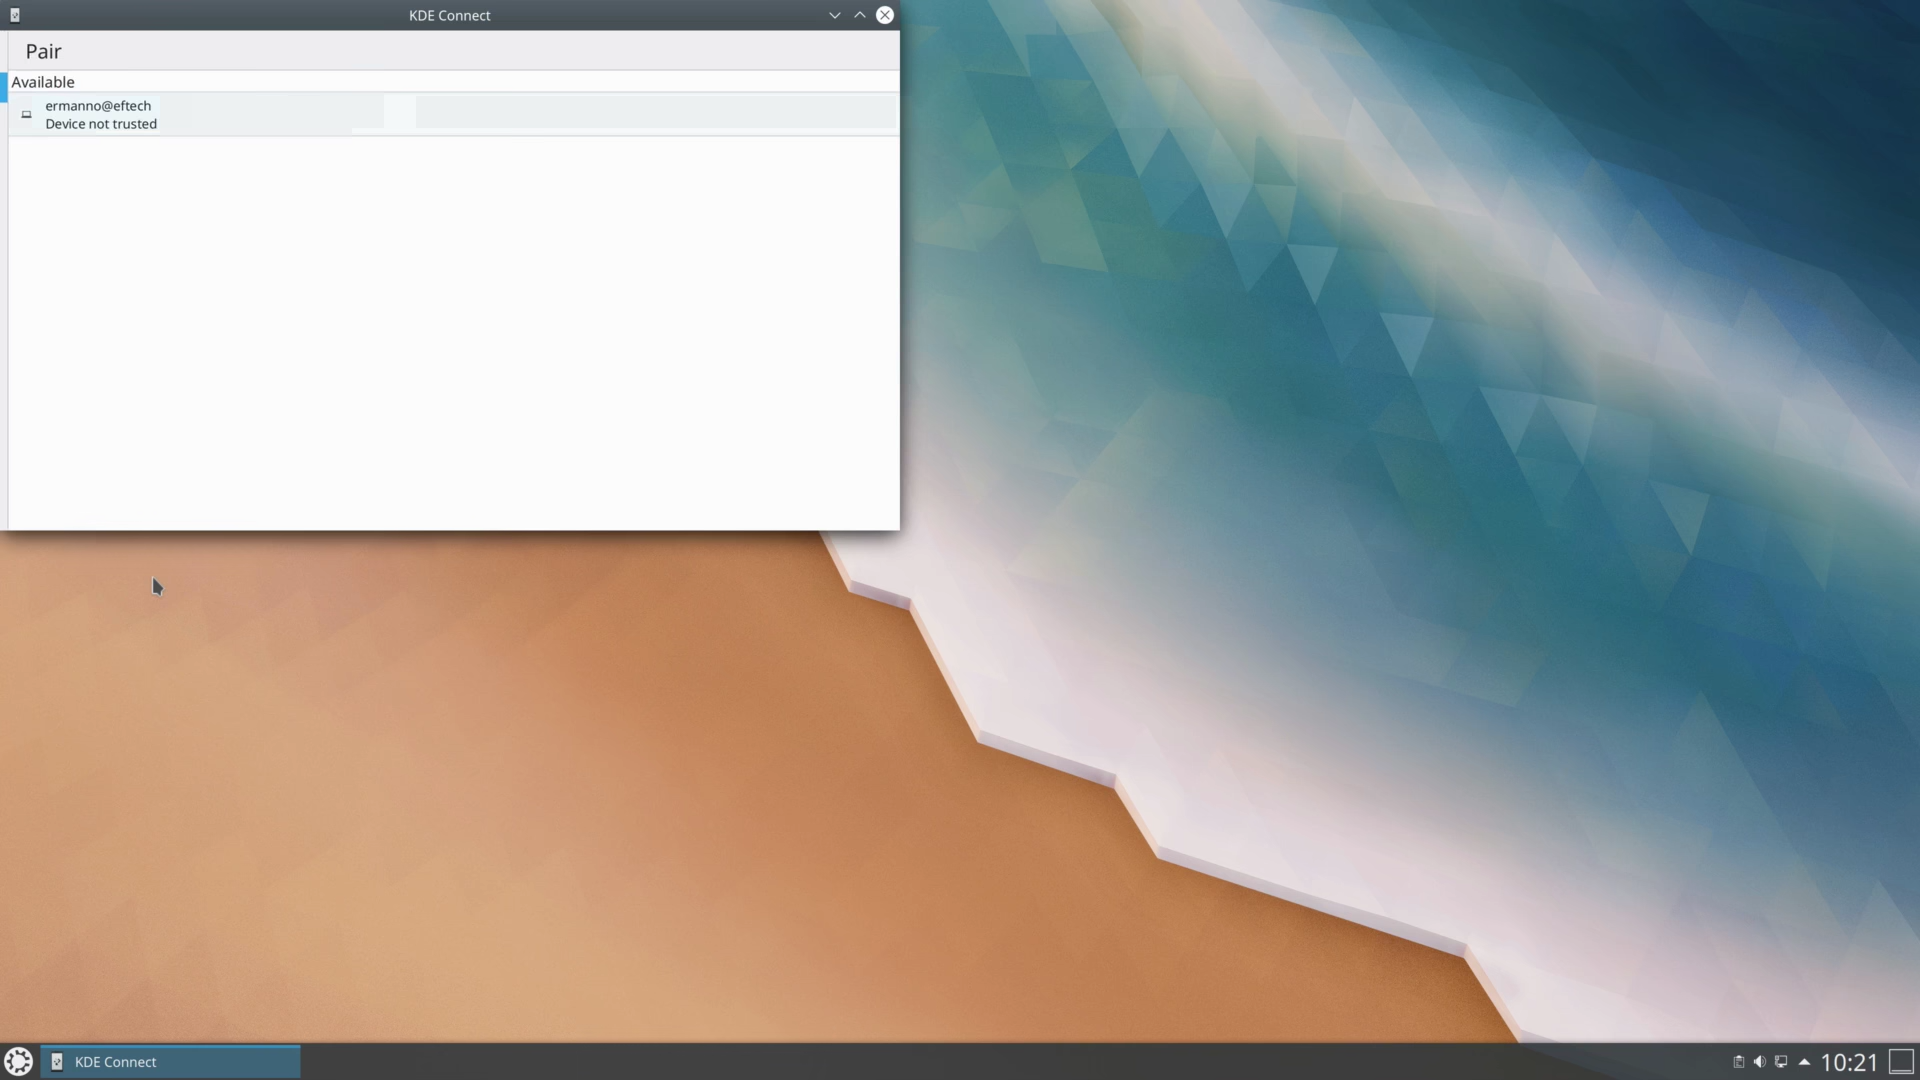 KDE Connect
Pair
Available
ermanno@eftech
Device not trusted
KDE Connect
10:21